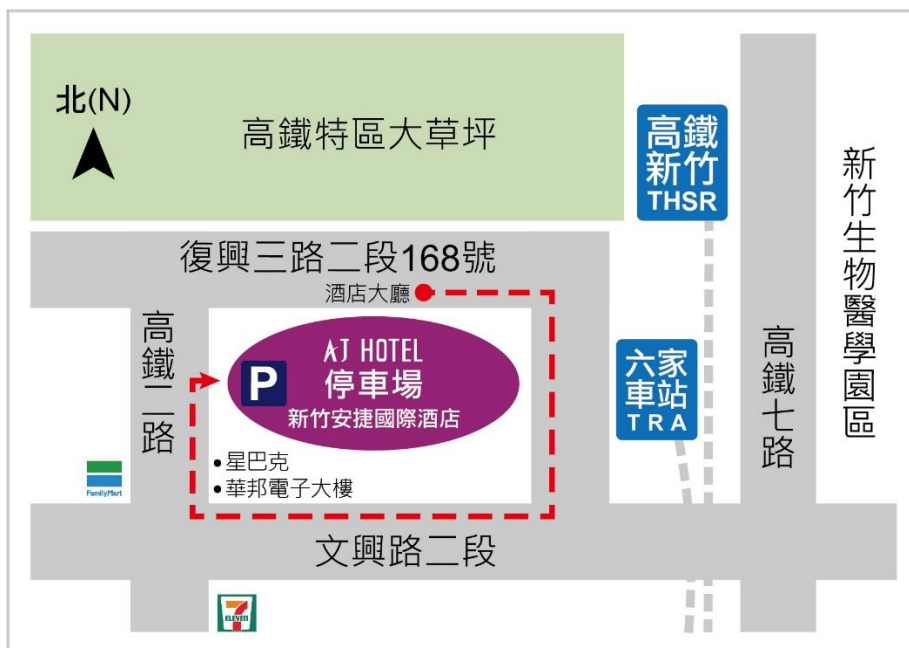 北(N)
高鐵特區大草坪
高鐵
新竹
THSR
新竹生物醫學園區
復興三路二段168號
酒店大廳
高鐵二路
AJ HOTEL
P
停車場
新竹安捷國際酒店
六家
車站
TRA
高鐵七路
•星巴克
•華邦電子大樓
FamilyMart
文興路二段
7
ELEVEN